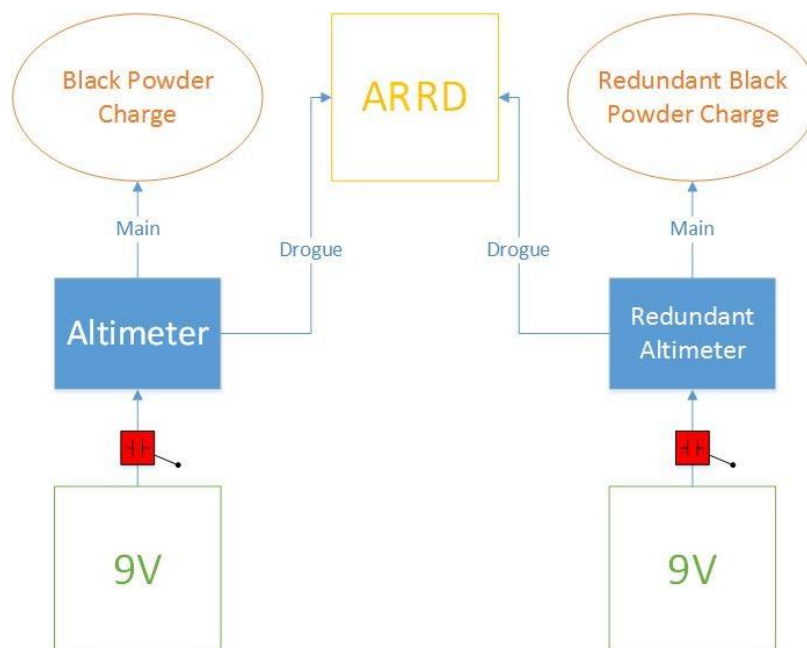 Black Powder
Charge
ARRD
Redundant Black
Powder Charge
Main
Drogue
Drogue
Main
Altimeter
Redundant
Altimeter
9V
9V